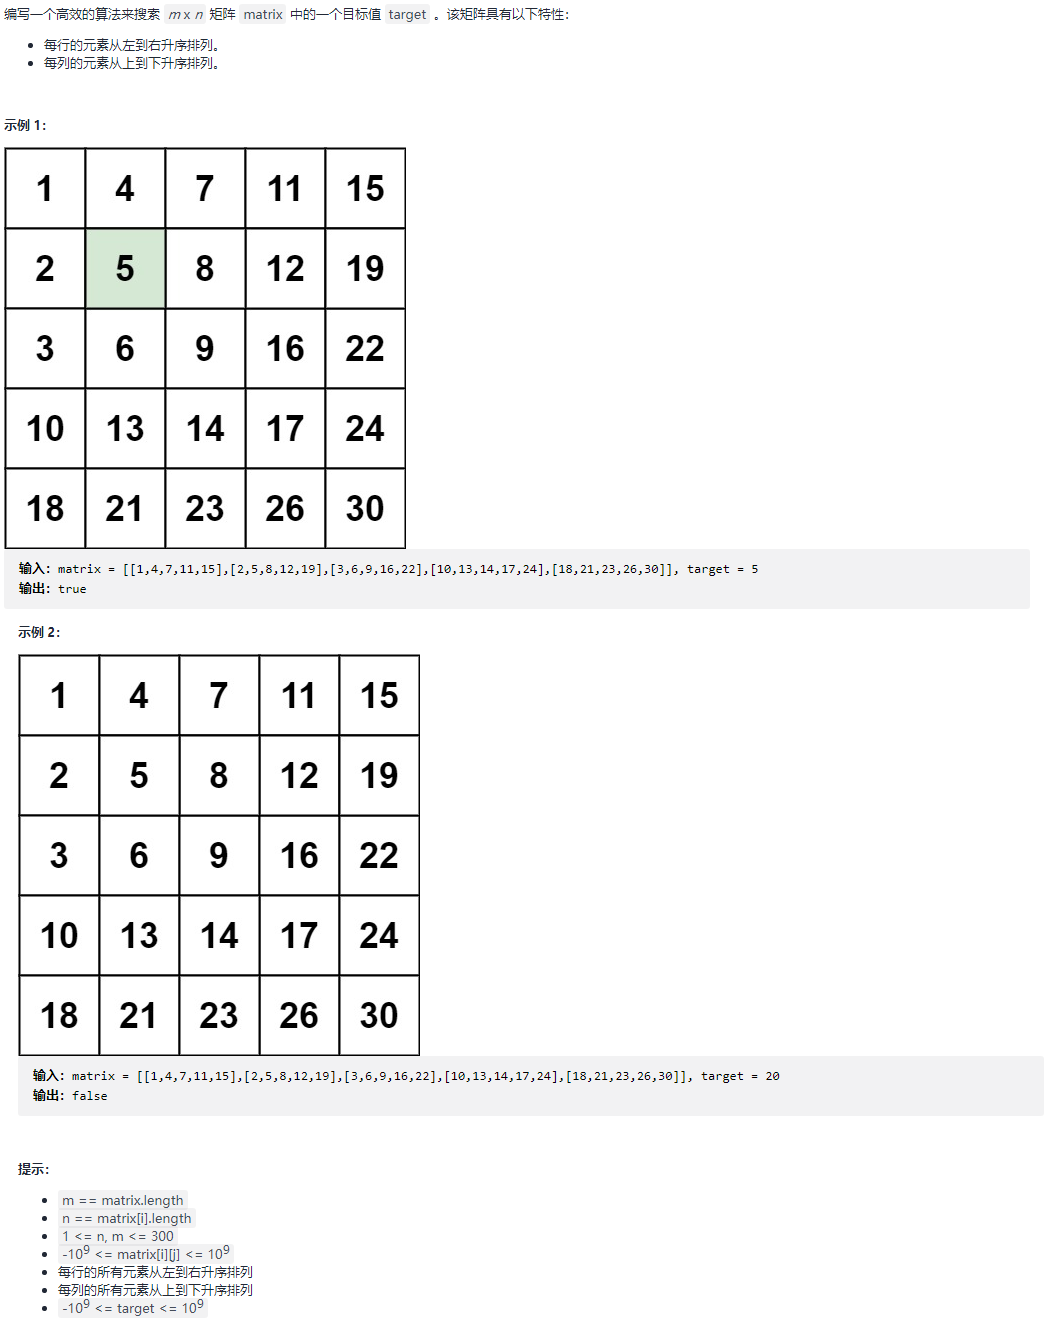 编写一个高效的算法来搜索 m x n 矩阵 matrix 中的一个目标值 target 。该矩阵具有以下特性：
• 每行的元素从左到右升序排列。
• 每列的元素从上到下升序排列。
示例 1：
1 4 7 11 15
2 5 8 12 19
3 6 9 16 22
10 13 14 17 24
18 21 23 26 30
输入：matrix = [[1,4,7,11,15],[2,5,8,12,19],[3,6,9,16,22],[10,13,14,17,24],[18,21,23,26,30]], target = 5
输出：true
示例 2：
1 4 7 11 15
2 5 8 12 19
3 6 9 16 22
10 13 14 17 24
18 21 23 26 30
输入：matrix = [[1,4,7,11,15],[2,5,8,12,19],[3,6,9,16,22],[10,13,14,17,24],[18,21,23,26,30]], target = 20
输出：false
提示：
• m == matrix.length
• n == matrix[i].length
• 1 <= n, m <= 300
• -10⁹ <= matrix[i][j] <= 10⁹
• 每行的所有元素从左到右升序排列
• 每列的所有元素从上到下升序排列
• -10⁹ <= target <= 10⁹